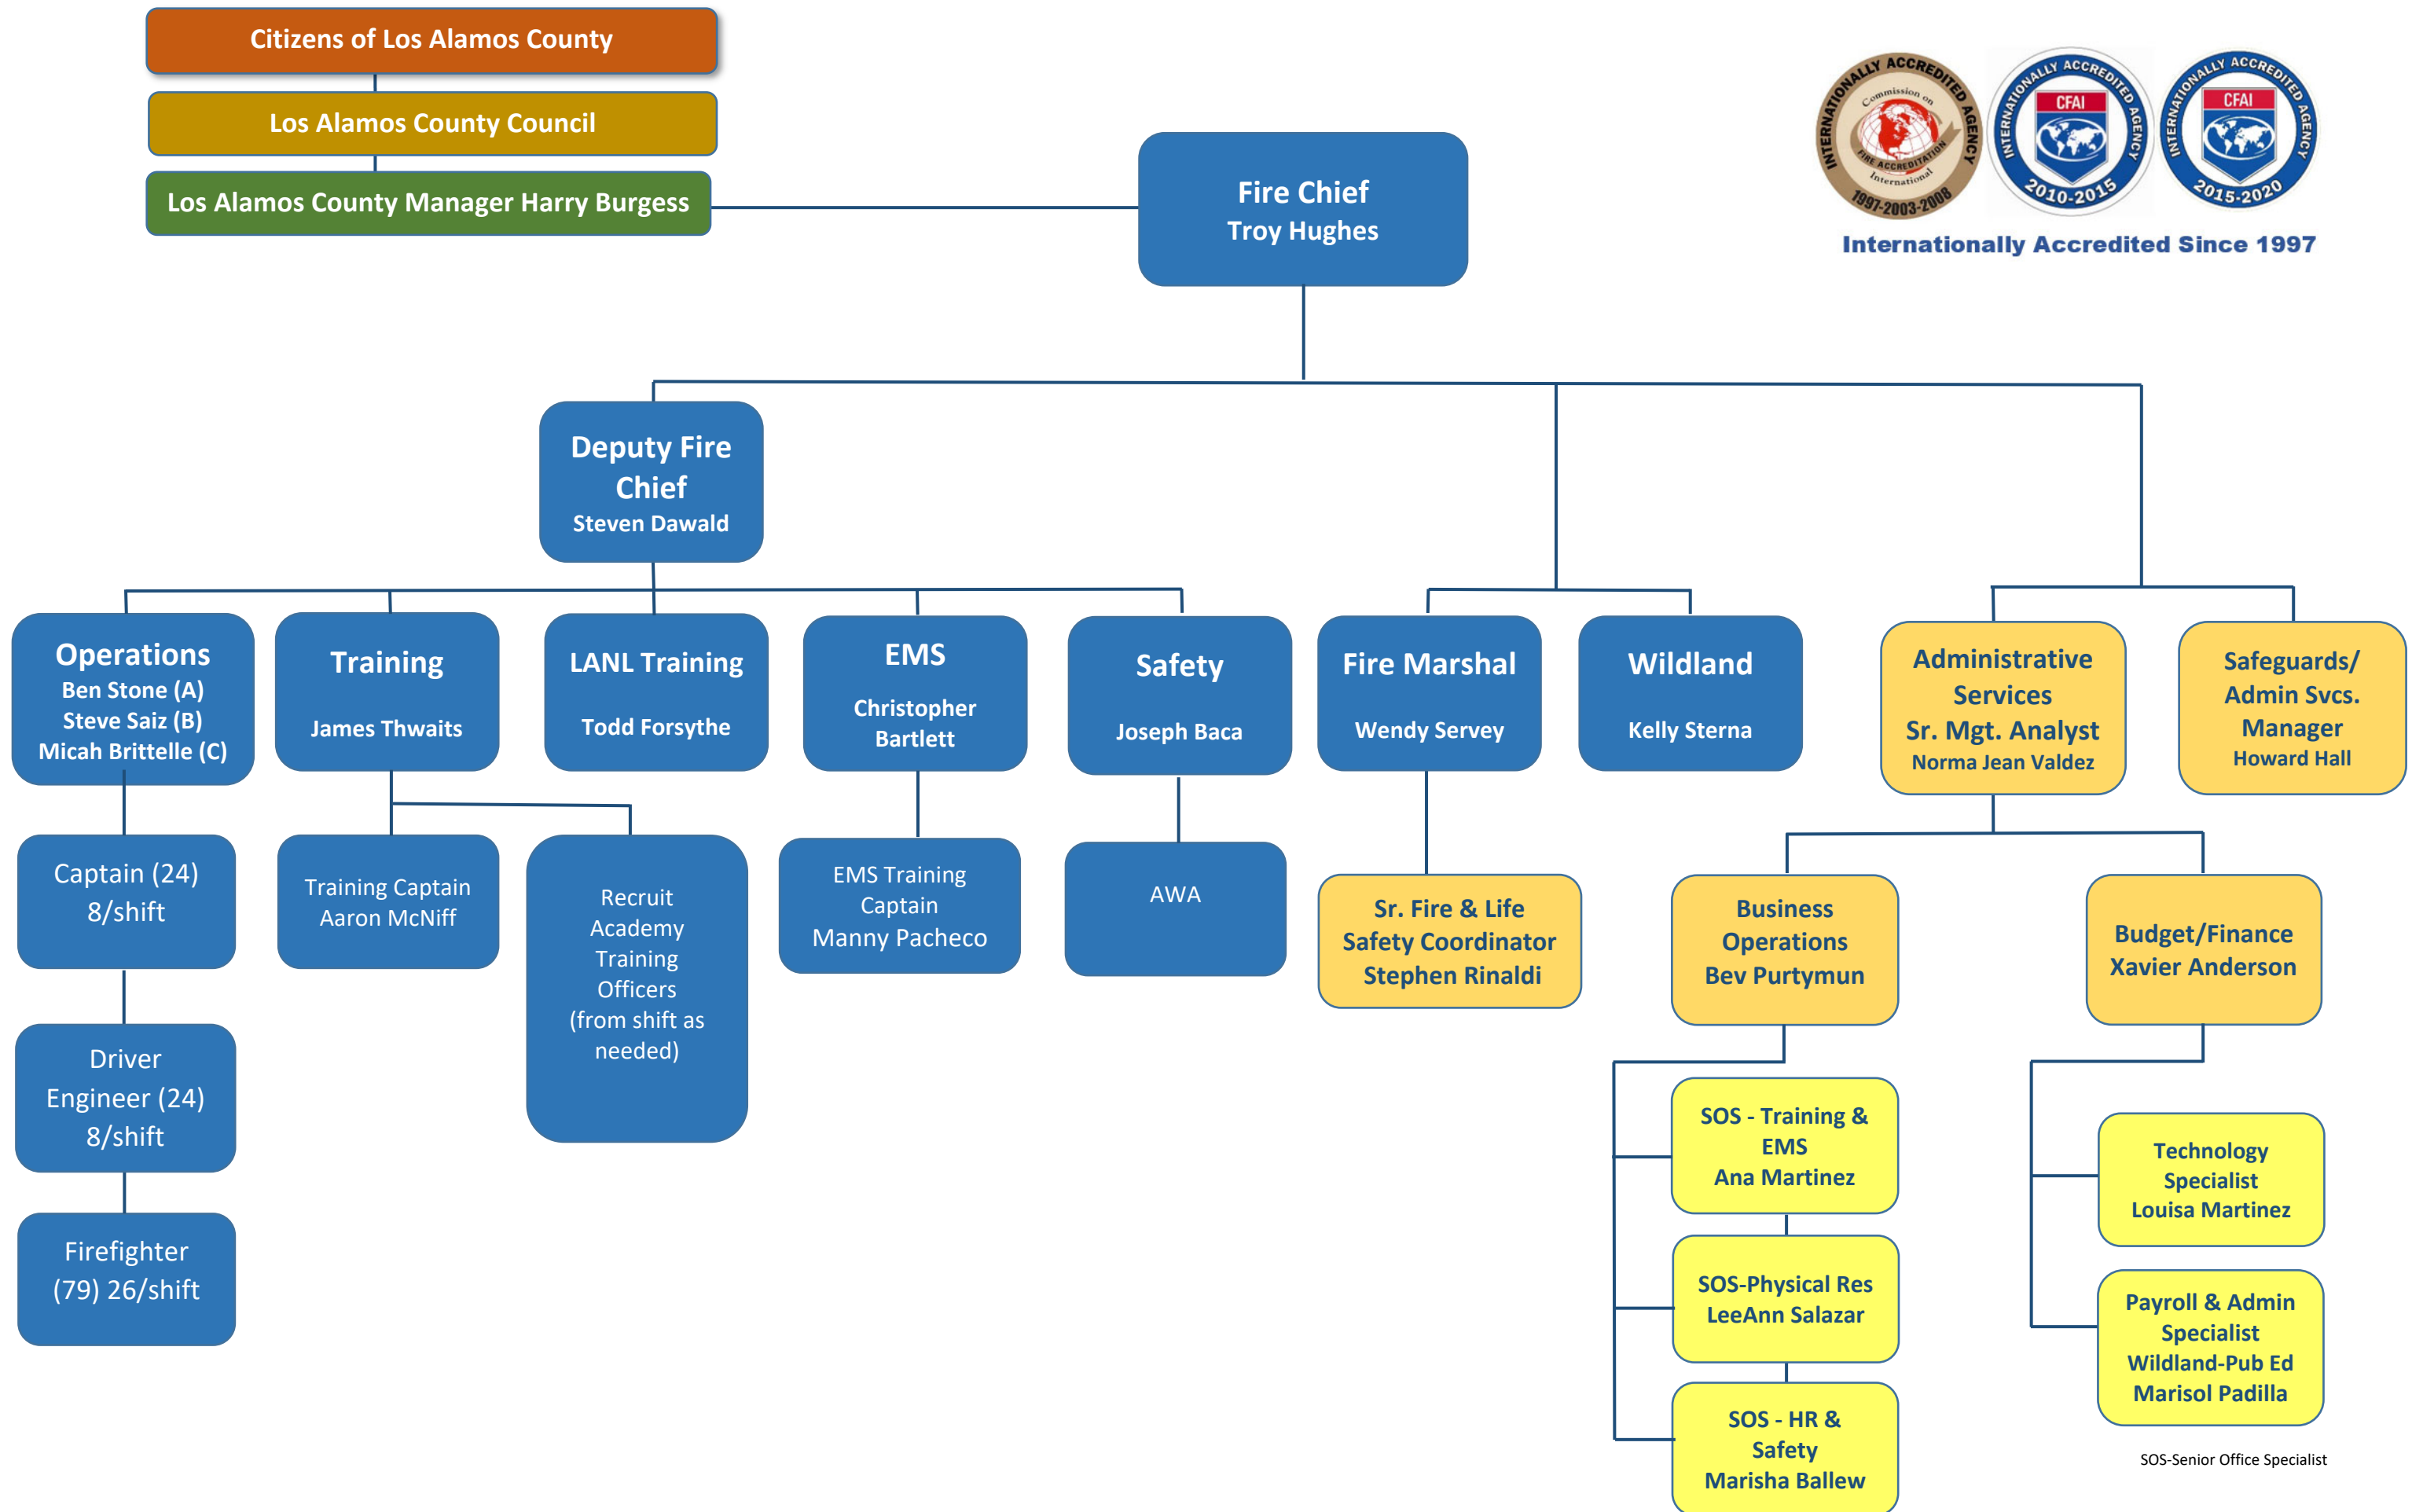 Citizens of Los Alamos County
Los Alamos County Council
Los Alamos County Manager Harry Burgess
Fire Chief
Troy Hughes
INTERNATIONALLY ACCREDITED AGENCY
Commission on
FIRE ACCREDITATION
International
1997-2003-2008
INTERNATIONALLY ACCREDITED AGENCY
CFAI
2010-2015
INTERNATIONALLY ACCREDITED AGENCY
CFAI
2015-2020
Internationally Accredited Since 1997
Deputy Fire
Chief
Steven Dawald
Operations
Ben Stone (A)
Steve Saiz (B)
Micah Brittelle (C)
Training
James Thwaits
LANL Training
Todd Forsythe
EMS
Christopher
Bartlett
Safety
Joseph Baca
Fire Marshal
Wendy Servey
Wildland
Kelly Sterna
Administrative
Services
Sr. Mgt. Analyst
Norma Jean Valdez
Safeguards/
Admin Svcs.
Manager
Howard Hall
Captain (24)
8/shift
Training Captain
Aaron McNiff
Recruit
Academy
Training
Officers
(from shift as
needed)
EMS Training
Captain
Manny Pacheco
AWA
Sr. Fire & Life
Safety Coordinator
Stephen Rinaldi
Business
Operations
Bev Purtymun
Budget/Finance
Xavier Anderson
Driver
Engineer (24)
8/shift
Firefighter
(79) 26/shift
SOS - Training &
EMS
Ana Martinez
SOS-Physical Res
LeeAnn Salazar
SOS - HR &
Safety
Marisha Ballew
Technology
Specialist
Louisa Martinez
Payroll & Admin
Specialist
Wildland-Pub Ed
Marisol Padilla
SOS-Senior Office Specialist